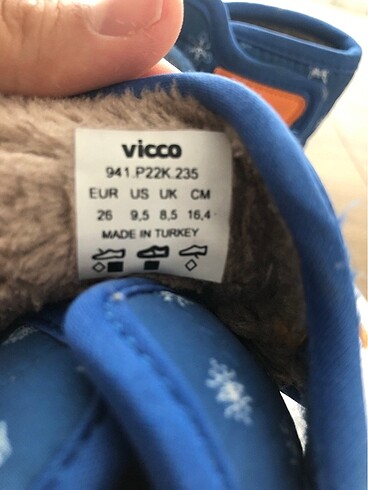 vicco
941.P22K.235
EUR US UK CM
26 9,5 8,5 16,4
MADE IN TURKEY